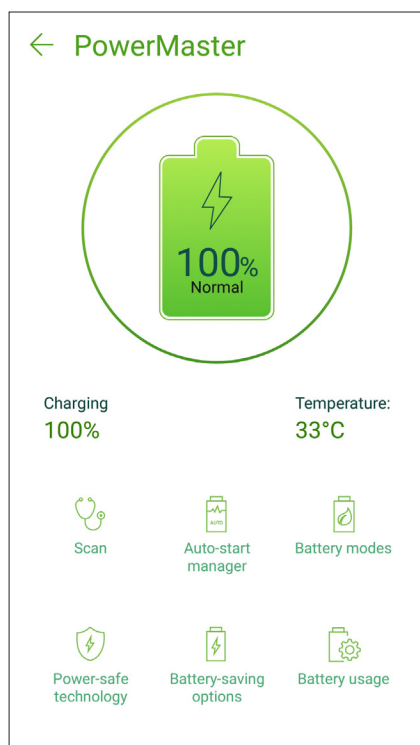 PowerMaster
100%
Normal
Charging
Temperature:
100%
33°C
AUTO
Scan
Auto-start
manager
Battery modes
Power-safe
technology
Battery-saving
options
Battery usage